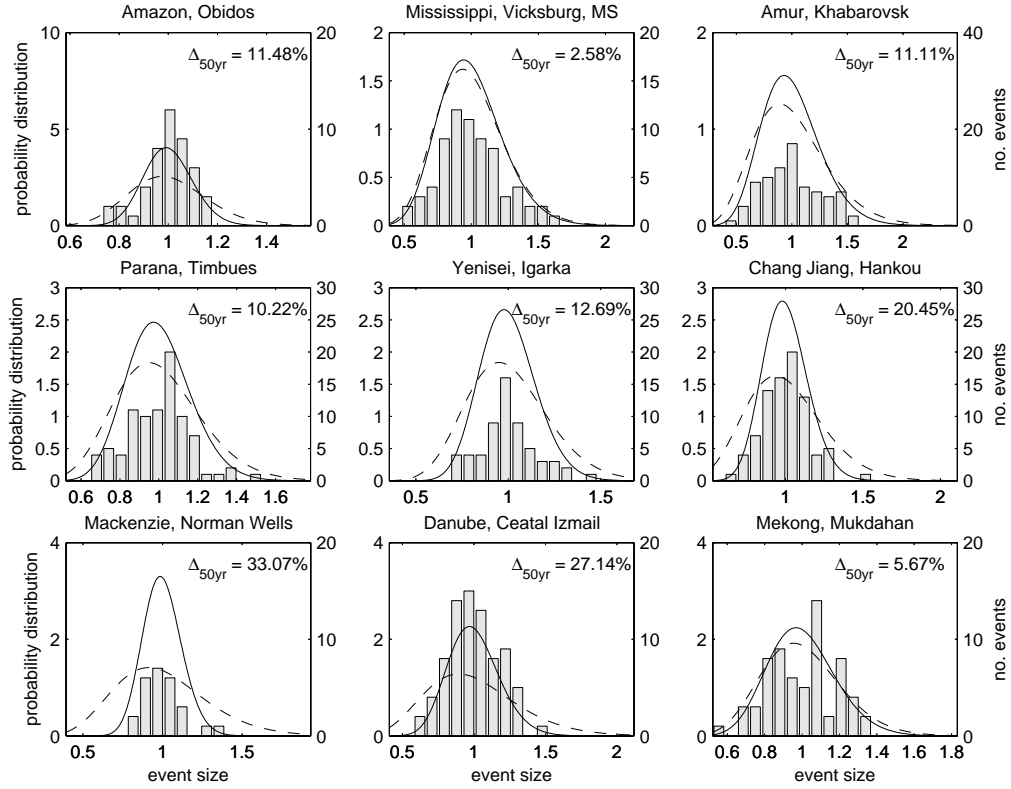 Amazon, Obidos
Mississippi, Vicksburg, MS
Amur, Khabarovsk
probability distribution
10
5
0
0.6 0.8 1 1.2 1.4
20
10
0
Δ50yr = 11.48%
2
1.5
1
0.5
0
0.5 1 1.5 2
20
10
0
Δ50yr = 2.58%
2
1
0
0.5 1 1.5 2
40
20
0
Δ50yr = 11.11%
no. events
Parana, Timbues
Yenisei, Igarka
Chang Jiang, Hankou
probability distribution
3
2.5
2
1.5
1
0.5
0
0.6 0.8 1 1.2 1.4 1.6
30
25
20
15
10
5
0
Δ50yr = 10.22%
3
2.5
2
1.5
1
0.5
0
0.5 1 1.5
30
25
20
15
10
5
0
Δ50yr = 12.69%
3
2.5
2
1.5
1
0.5
0
1 1.5 2
30
25
20
15
10
5
0
Δ50yr = 20.45%
no. events
Mackenzie, Norman Wells
Danube, Ceatal Izmail
Mekong, Mukdahan
probability distribution
4
2
0
0.5 1 1.5
20
10
0
Δ50yr = 33.07%
event size
4
2
0
0.5 1 1.5 2
20
10
0
Δ50yr = 27.14%
event size
4
2
0
0.6 0.8 1 1.2 1.4 1.6 1.8
20
10
0
Δ50yr = 5.67%
no. events
event size